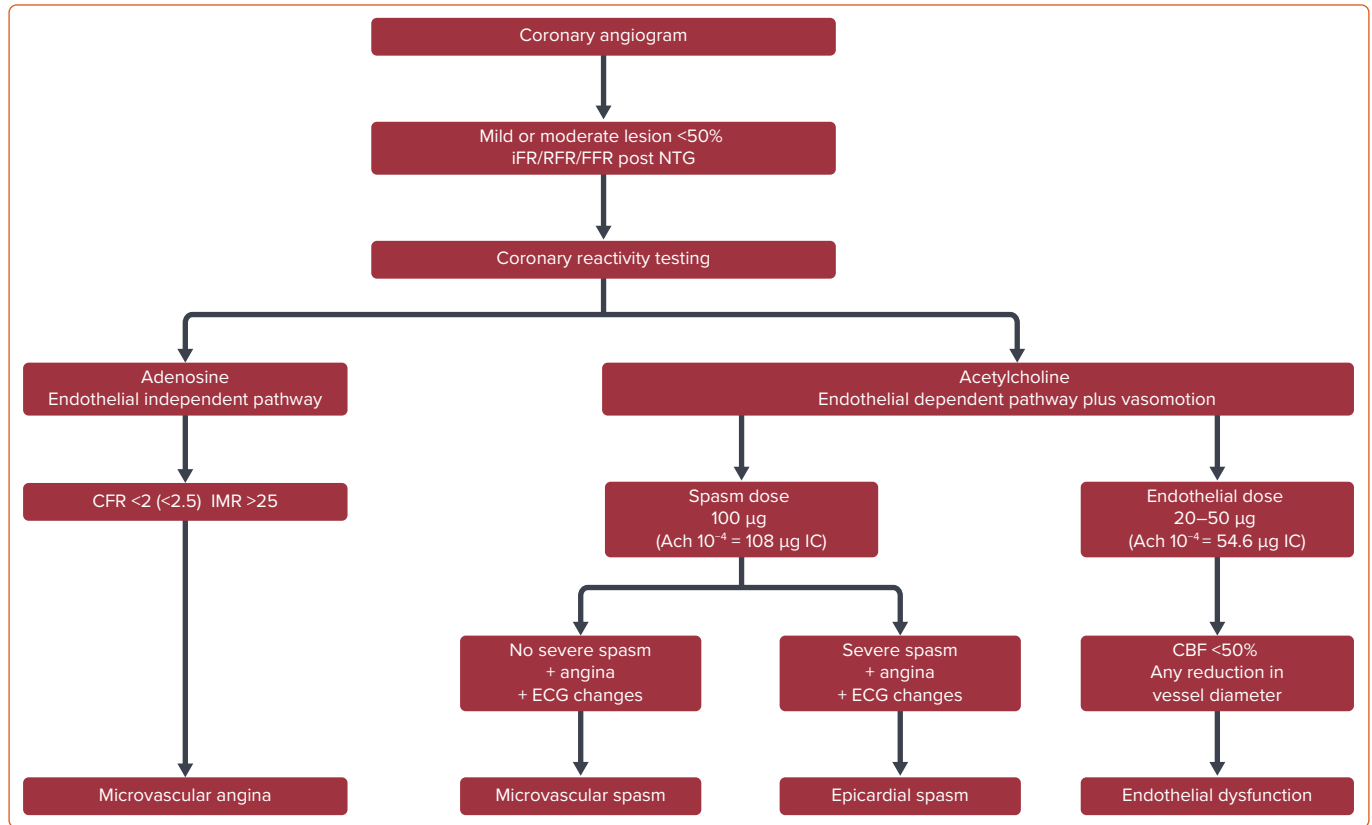 Coronary angiogram
Mild or moderate lesion <50%
iFR/RFR/FFR post NTG
Coronary reactivity testing
Adenosine
Endothelial independent pathway
Acetylcholine
Endothelial dependent pathway plus vasomotion
CFR <2 (<2.5) IMR >25
Spasm dose
100 µg
(Ach 10⁻⁴ = 108 µg IC)
Endothelial dose
20–50 µg
(Ach 10⁻⁴ = 54.6 µg IC)
No severe spasm
+ angina
+ ECG changes
Severe spasm
+ angina
+ ECG changes
CBF <50%
Any reduction in
vessel diameter
Microvascular angina
Microvascular spasm
Epicardial spasm
Endothelial dysfunction